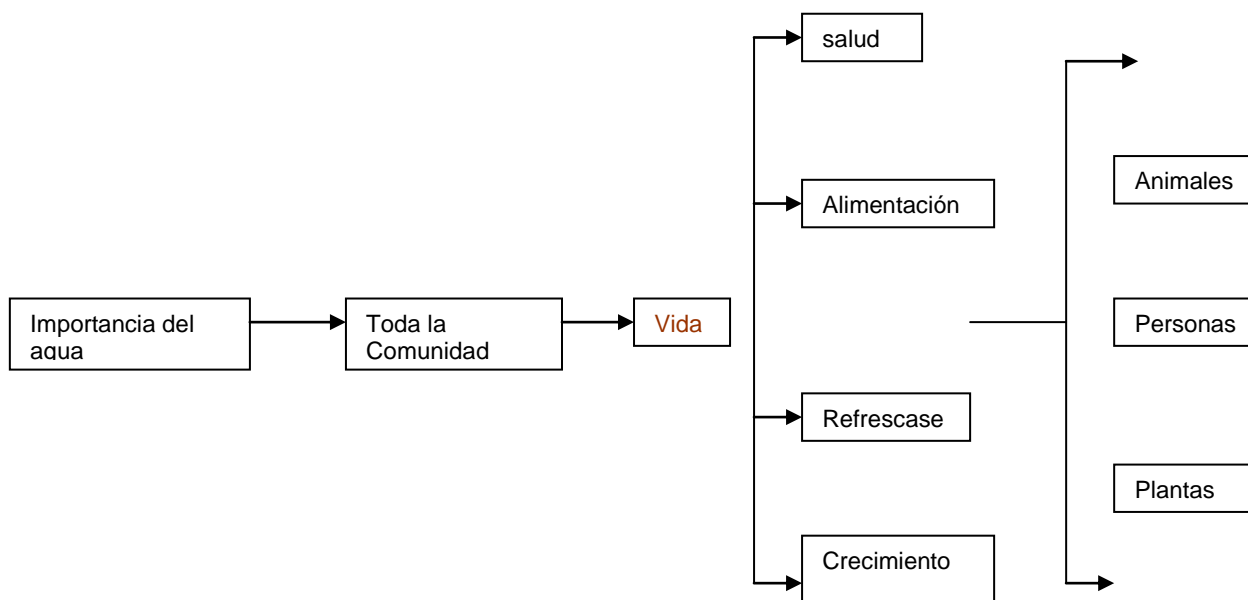 Importancia del
agua
Toda la
Comunidad
Vida
salud
Alimentación
Refrescase
Crecimiento
Animales
Personas
Plantas